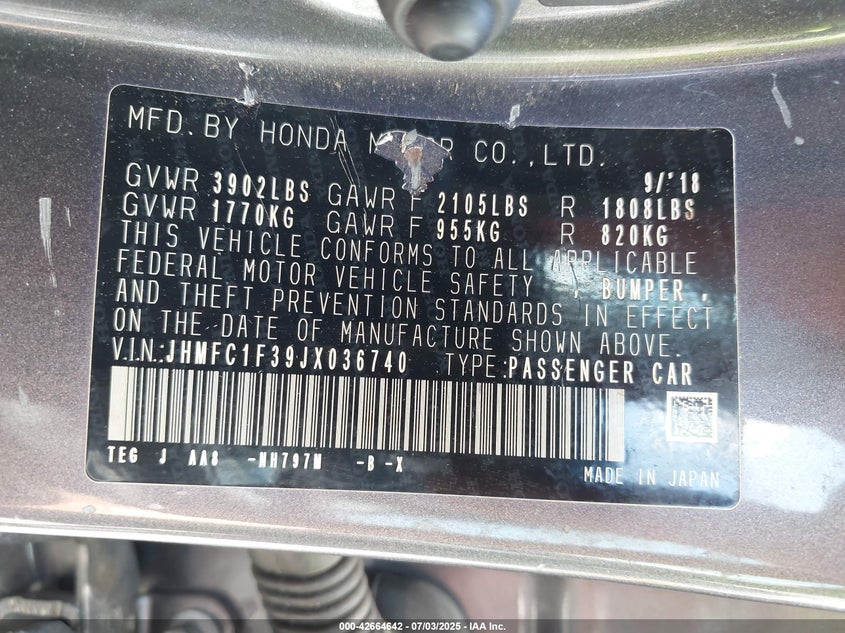 MFD. BY HONDA M R CO.,LTD.
9/'18
GVWR 3902LBS GAWR F 2105LBS R 1808LBS
GVWR 1770KG GAWR F 955KG R 820KG
THIS VEHICLE CONFORMS TO ALL APPLICABLE
FEDERAL MOTOR VEHICLE SAFETY , BUMPER ,
AND THEFT PREVENTION STANDARDS IN EFFECT
ON THE DATE OF MANUFACTURE SHOWN ABOVE.
V.I.N.:JHMFC1F39JX036740 TYPE:PASSENGER CAR
TEG J AA8 -NH797M -B -X
MADE IN JAPAN
000-42664642 - 07/03/2025 - © IAA Inc.